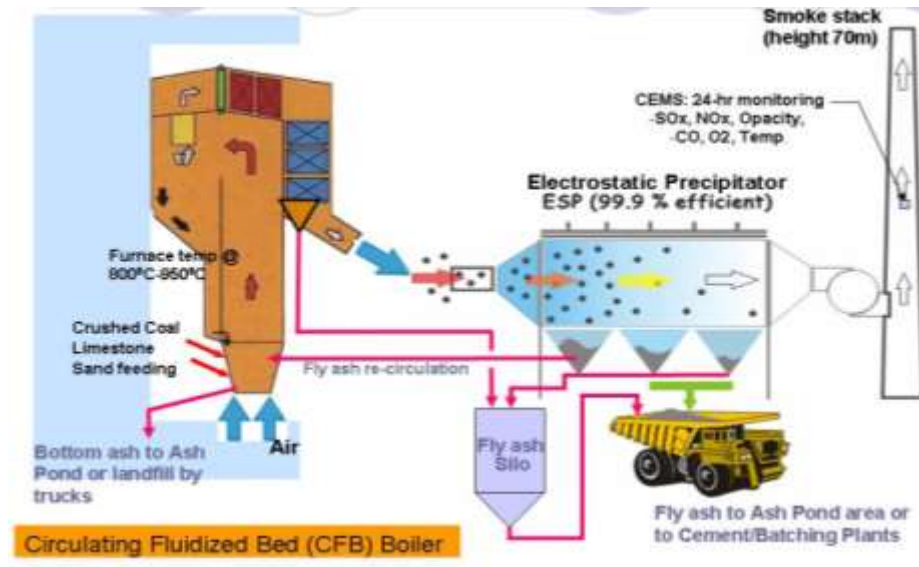 Smoke stack
(height 70m)
CEMS: 24-hr monitoring
-SOx, NOx, Opacity,
-CO, O2, Temp.
Electrostatic Precipitator
ESP (99.9 % efficient)
Furnace temp @
800ºC-950ºC
Crushed Coal
Limestone
Sand feeding
Fly ash re-circulation
Air
Bottom ash to Ash
Pond or landfill by
trucks
Fly ash
Silo
Fly ash to Ash Pond area or
to Cement/Batching Plants
Circulating Fluidized Bed (CFB) Boiler